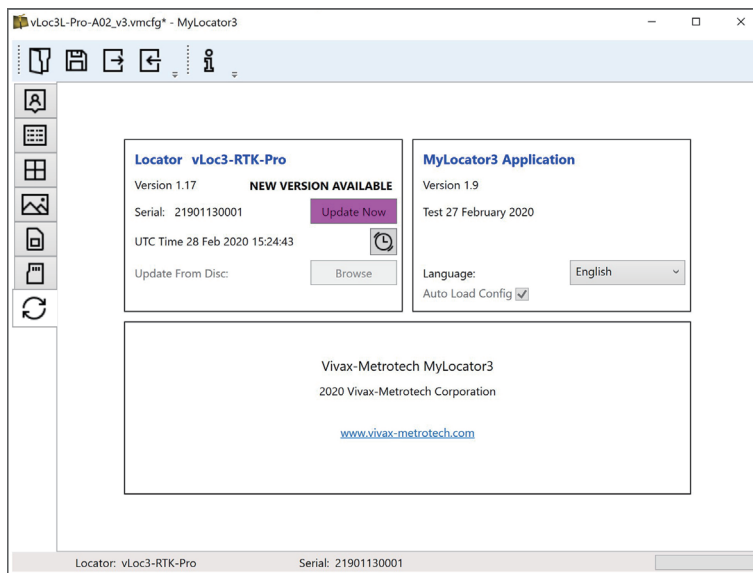 vLoc3L-Pro-A02_v3.vmcfg* - MyLocator3
Locator vLoc3-RTK-Pro
Version 1.17 NEW VERSION AVAILABLE
Serial: 21901130001 Update Now
UTC Time 28 Feb 2020 15:24:43
Update From Disc: Browse
MyLocator3 Application
Version 1.9
Test 27 February 2020
Language: English
Auto Load Config
Vivax-Metrotech MyLocator3
2020 Vivax-Metrotech Corporation
www.vivax-metrotech.com
Locator: vLoc3-RTK-Pro Serial: 21901130001